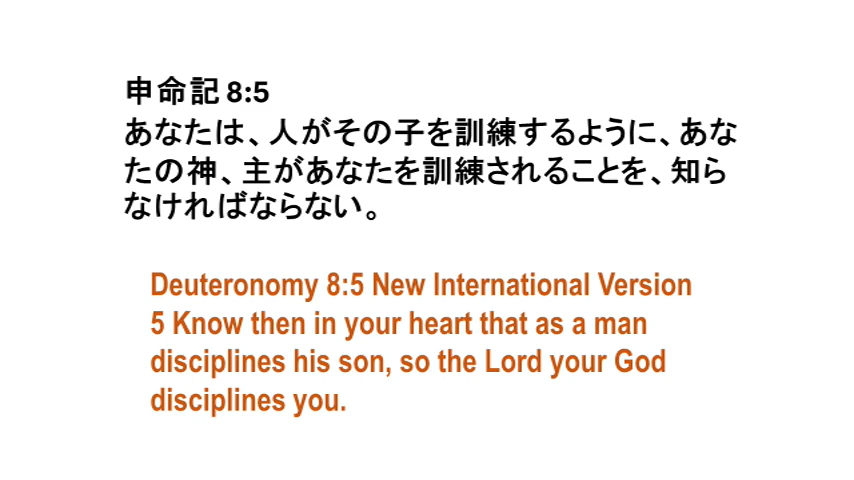 申命記 8:5
あなたは、人がその子を訓練するように、あな
たの神、主があなたを訓練されることを、知ら
なければならない。
Deuteronomy 8:5 New International Version
5 Know then in your heart that as a man
disciplines his son, so the Lord your God
disciplines you.